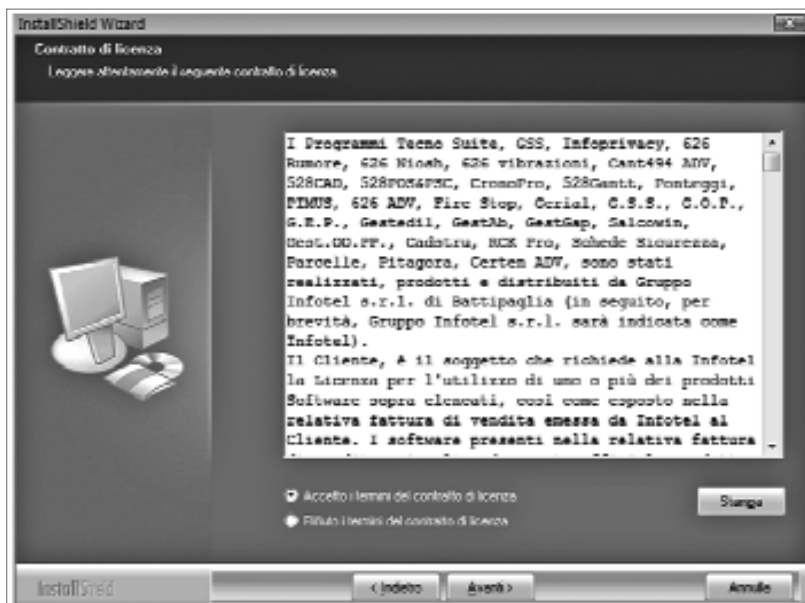 InstallShield Wizard
Contratto di licenza
Leggere attentamente il seguente contratto di licenza.
I Programmi Tecno Suite, GSS, Infoprivacy, 626
Rumore, 626 Niosh, 626 vibrazioni, Cant494 ADV,
528CAD, 528POS&PSC, CronoPro, 528Gantt, Ponteggi,
PIMUS, 626 ADV, Fire Stop, Cerial, C.S.S., C.O.P.,
G.E.P., Gestedil, GestAb, GestGap, Salcowin,
Gest.OO.PP., Cadstru, RCK Pro, Schede Sicurezza,
Parcelle, Pitagora, Certen ADV, sono stati
realizzati, prodotti e distribuiti da Gruppo
Infotel s.r.l. di Battipaglia (in seguito, per
brevità, Gruppo Infotel s.r.l. sarà indicata come
Infotel).
Il Cliente, è il soggetto che richiede alla Infotel
la Licenza per l'utilizzo di uno o più dei prodotti
Software sopra elencati, così come esposto nella
relativa fattura di vendita emessa da Infotel al
Cliente. I software presenti nella relativa fattura
Accetto i termini del contratto di licenza
Stampa
Rifiuto i termini del contratto di licenza
InstallShield
< Indietro
Avanti >
Annulla